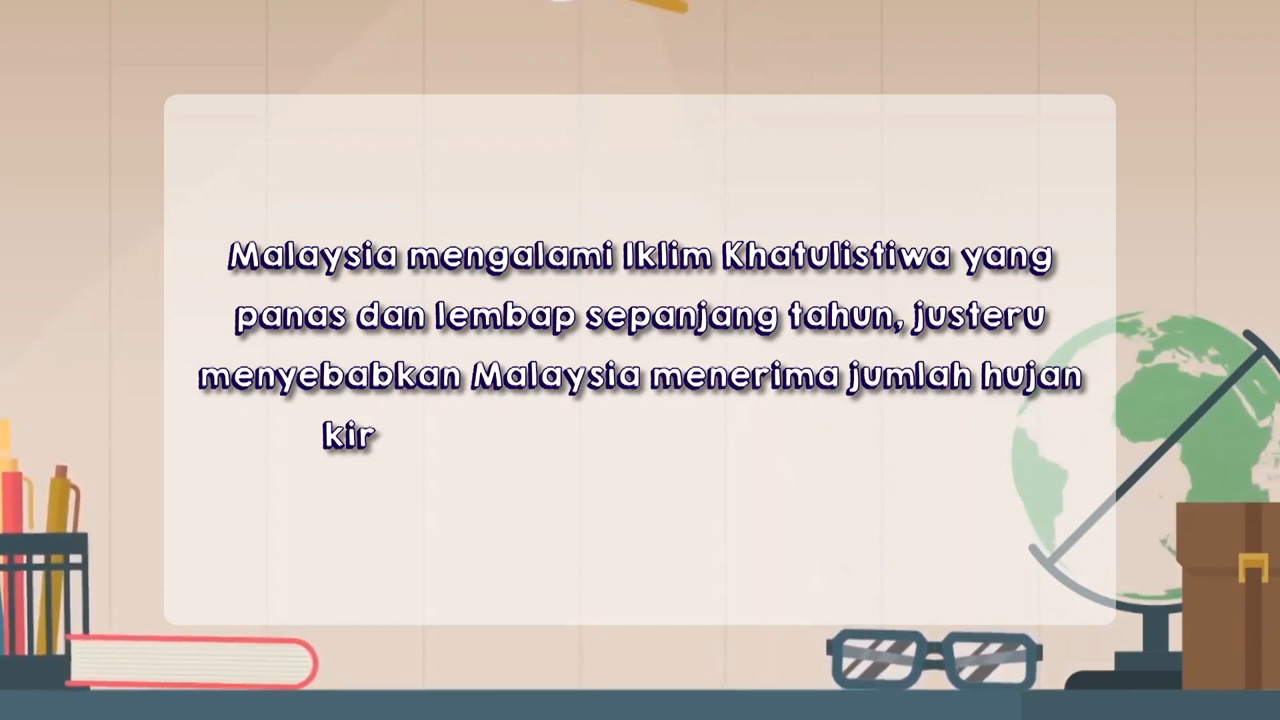 Malaysia mengalami Iklim Khatulistiwa yang
panas dan lembap sepanjang tahun, justeru
menyebabkan Malaysia menerima jumlah hujan
kir